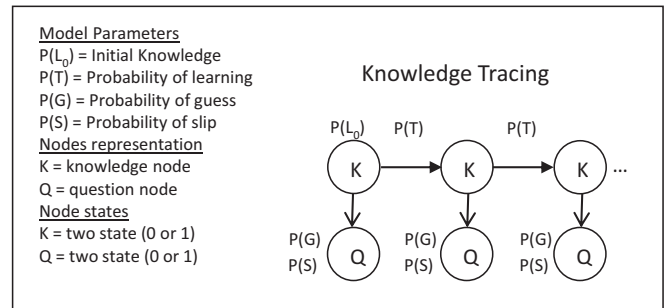 Model Parameters
P(L₀) = Initial Knowledge
P(T) = Probability of learning
P(G) = Probability of guess
P(S) = Probability of slip
Nodes representation
K = knowledge node
Q = question node
Node states
K = two state (0 or 1)
Q = two state (0 or 1)
Knowledge Tracing
P(L₀) P(T) P(T)
K K K ...
P(G) P(G) P(G)
Q Q Q
P(S) P(S) P(S)